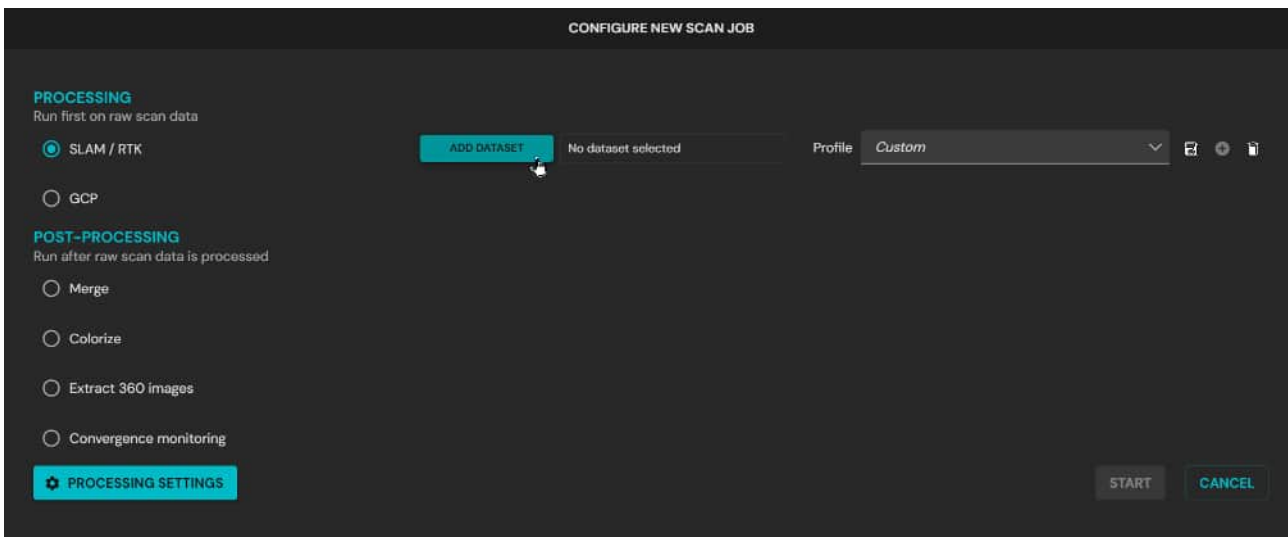 CONFIGURE NEW SCAN JOB
PROCESSING
Run first on raw scan data
SLAM / RTK
ADD DATASET
No dataset selected
Profile
Custom
GCP
POST-PROCESSING
Run after raw scan data is processed
Merge
Colorize
Extract 360 images
Convergence monitoring
PROCESSING SETTINGS
START
CANCEL